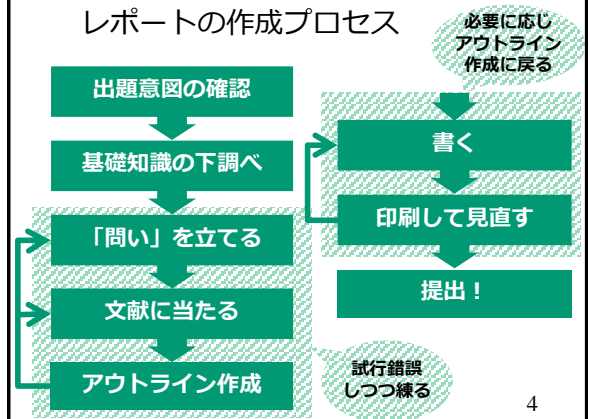 レポートの作成プロセス
出題意図の確認
基礎知識の下調べ
「問い」を立てる
文献に当たる
アウトライン作成
試行錯誤
しつつ練る
必要に応じ
アウトライン
作成に戻る
書く
印刷して見直す
提出！
4